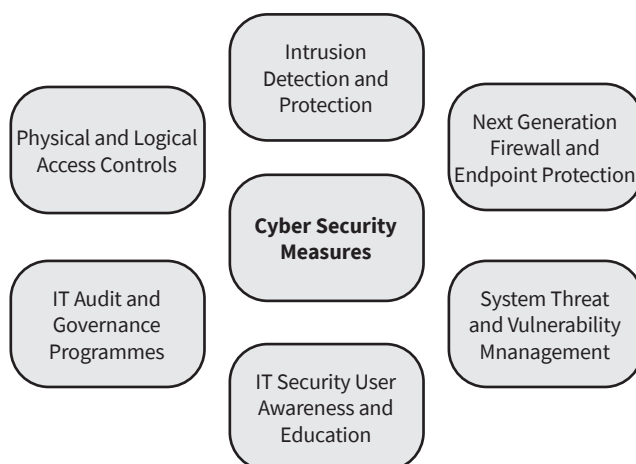 Intrusion
Detection and
Protection
Physical and Logical
Access Controls
Next Generation
Firewall and
Endpoint Protection
Cyber Security
Measures
IT Audit and
Governance
Programmes
System Threat
and Vulnerability
Mnanagement
IT Security User
Awareness and
Education